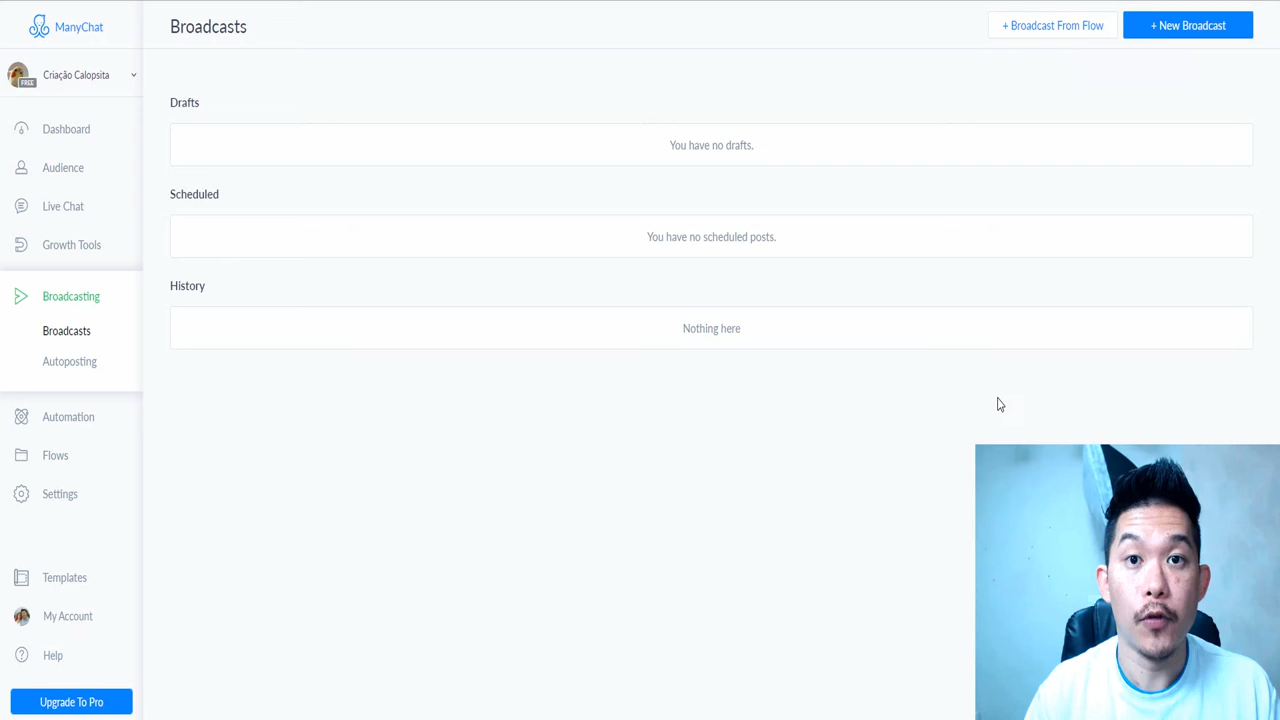 ManyChat
Broadcasts
+ Broadcast From Flow
+ New Broadcast
Criação Calopsita
FREE
Dashboard
Audience
Live Chat
Growth Tools
Broadcasting
Broadcasts
Autoposting
Automation
Flows
Settings
Templates
My Account
Help
Upgrade To Pro
Drafts
You have no drafts.
Scheduled
You have no scheduled posts.
History
Nothing here